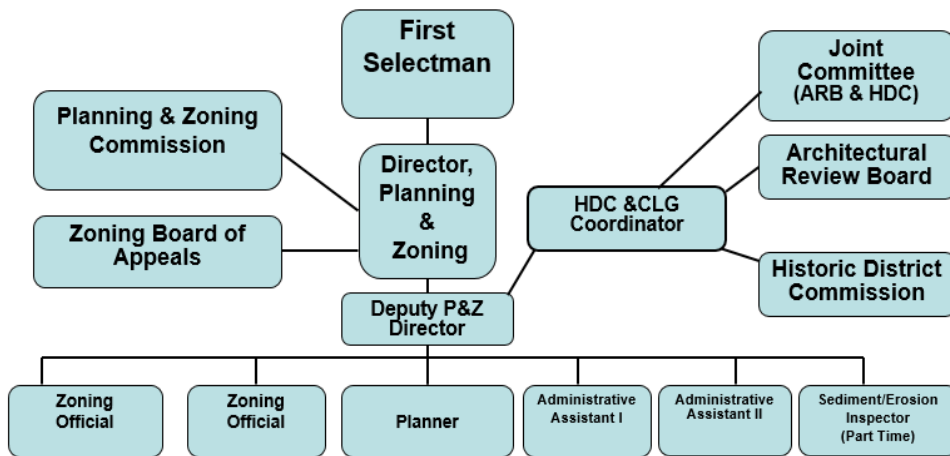 First
Selectman
Joint
Committee
(ARB & HDC)
Planning & Zoning
Commission
Director,
Planning
&
Zoning
Architectural
Review Board
HDC &CLG
Coordinator
Zoning Board of
Appeals
Historic District
Commission
Deputy P&Z
Director
Zoning
Official
Zoning
Official
Planner
Administrative
Assistant I
Administrative
Assistant II
Sediment/Erosion
Inspector
(Part Time)